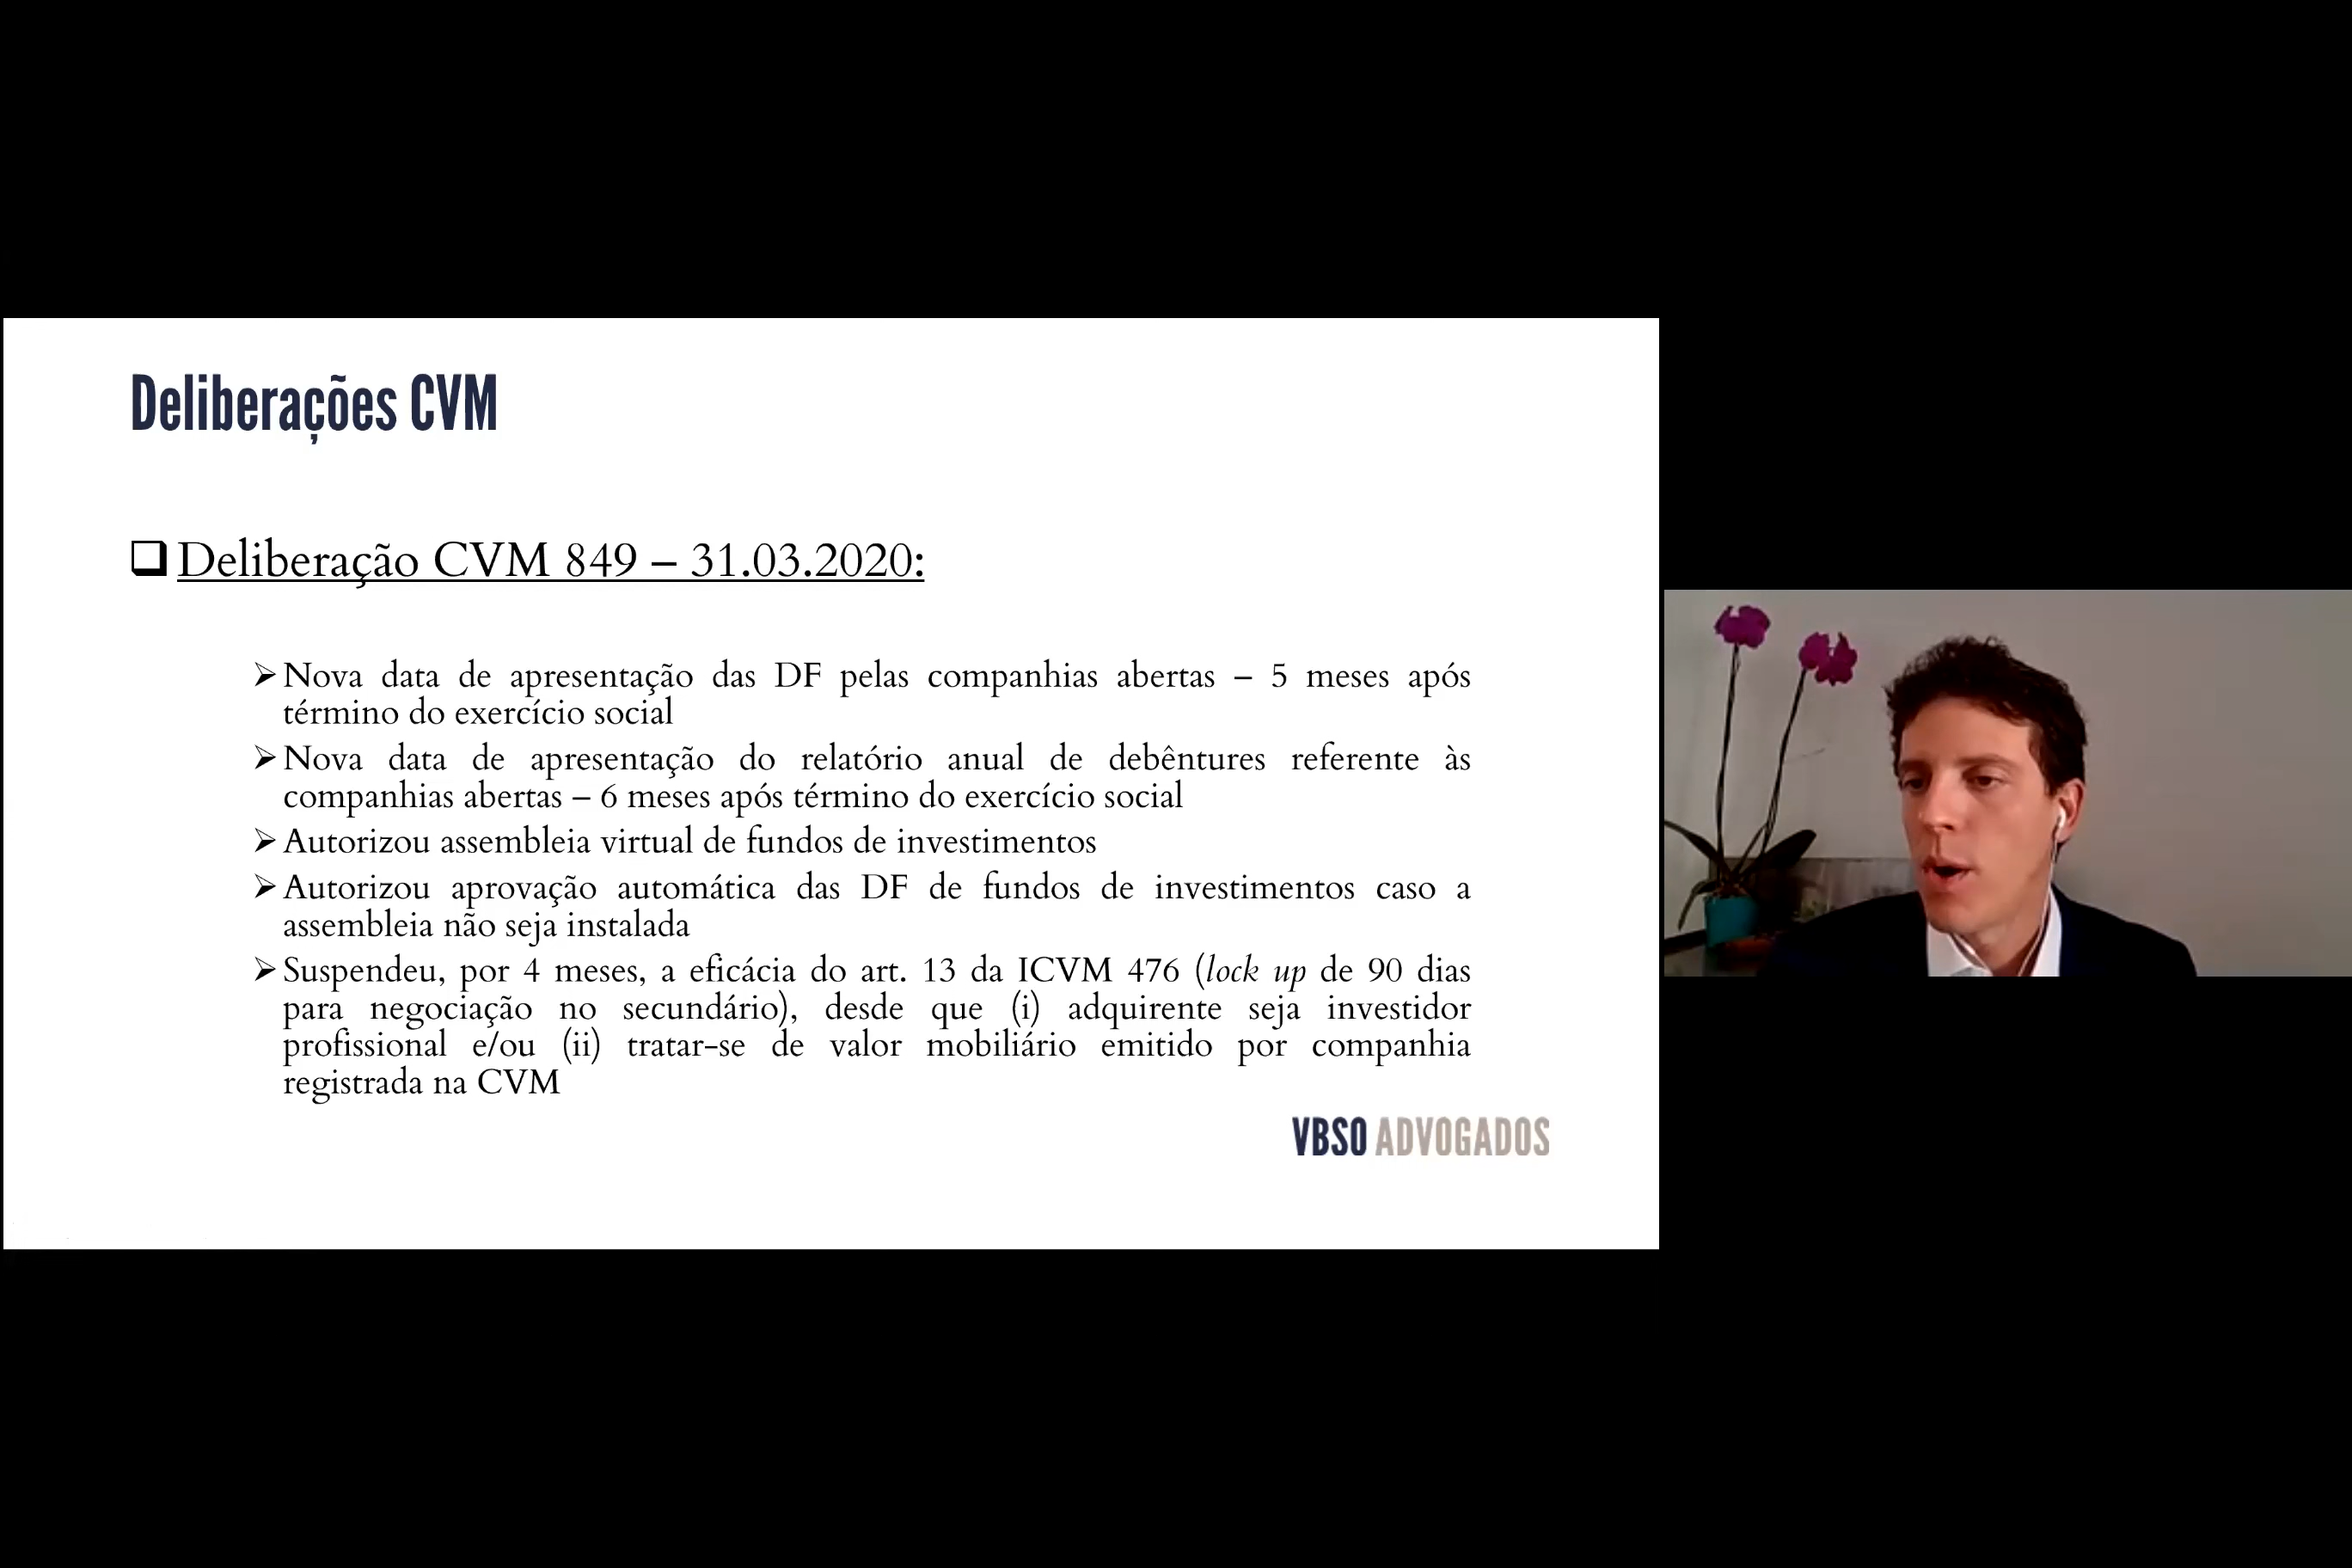 Deliberações CVM
Deliberação CVM 849 – 31.03.2020:
Nova data de apresentação das DF pelas companhias abertas – 5 meses após
término do exercício social
Nova data de apresentação do relatório anual de debêntures referente às
companhias abertas – 6 meses após término do exercício social
Autorizou assembleia virtual de fundos de investimentos
Autorizou aprovação automática das DF de fundos de investimentos caso a
assembleia não seja instalada
Suspendeu, por 4 meses, a eficácia do art. 13 da ICVM 476 (lock up de 90 dias
para negociação no secundário), desde que (i) adquirente seja investidor
profissional e/ou (ii) tratar-se de valor mobiliário emitido por companhia
registrada na CVM
VBSO ADVOGADOS